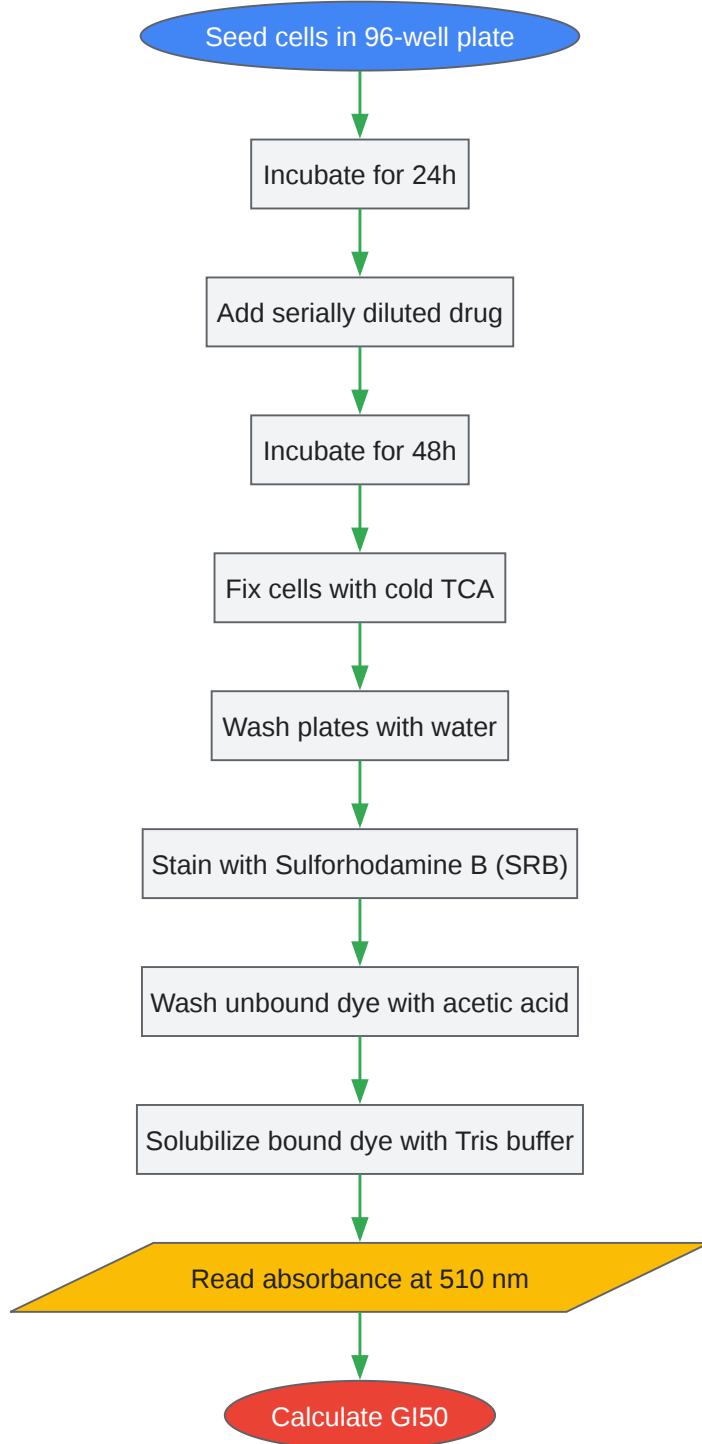 Seed cells in 96-well plate
Incubate for 24h
Add serially diluted drug
Incubate for 48h
Fix cells with cold TCA
Wash plates with water
Stain with Sulforhodamine B (SRB)
Wash unbound dye with acetic acid
Solubilize bound dye with Tris buffer
Read absorbance at 510 nm
Calculate GI50